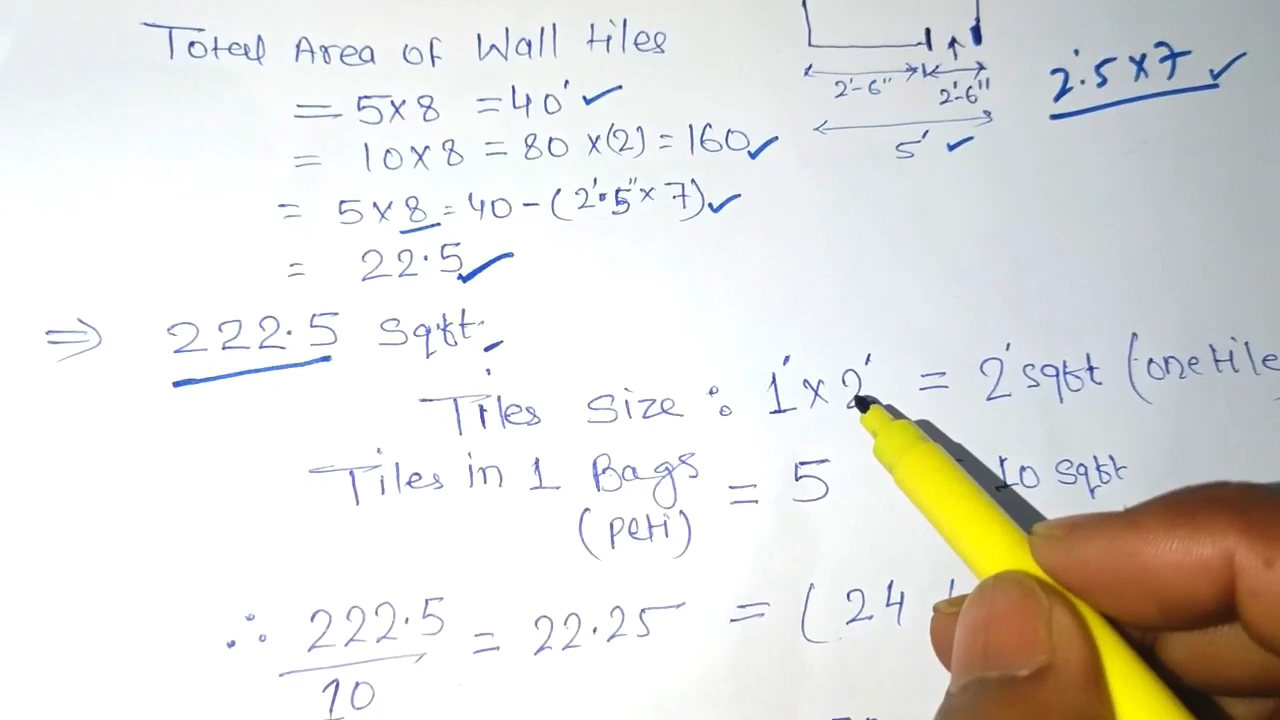 Total Area of Wall tiles
= 5x8 = 40' ✓
= 10x8 = 80 x(2) = 160 ✓
= 5x8 = 40 - (2'.5" x 7) ✓
= 22.5 ✓
2'-6" 2'-6"
5' ✓
2'.5x7 ✓
⇒ 222.5 Sqft.
Tiles Size : 1' x 2' = 2' sqft (one tile
Tiles in 1 Bags = 5 10 sqft
(peti)
∴ 222.5/10 = 22.25 = (24